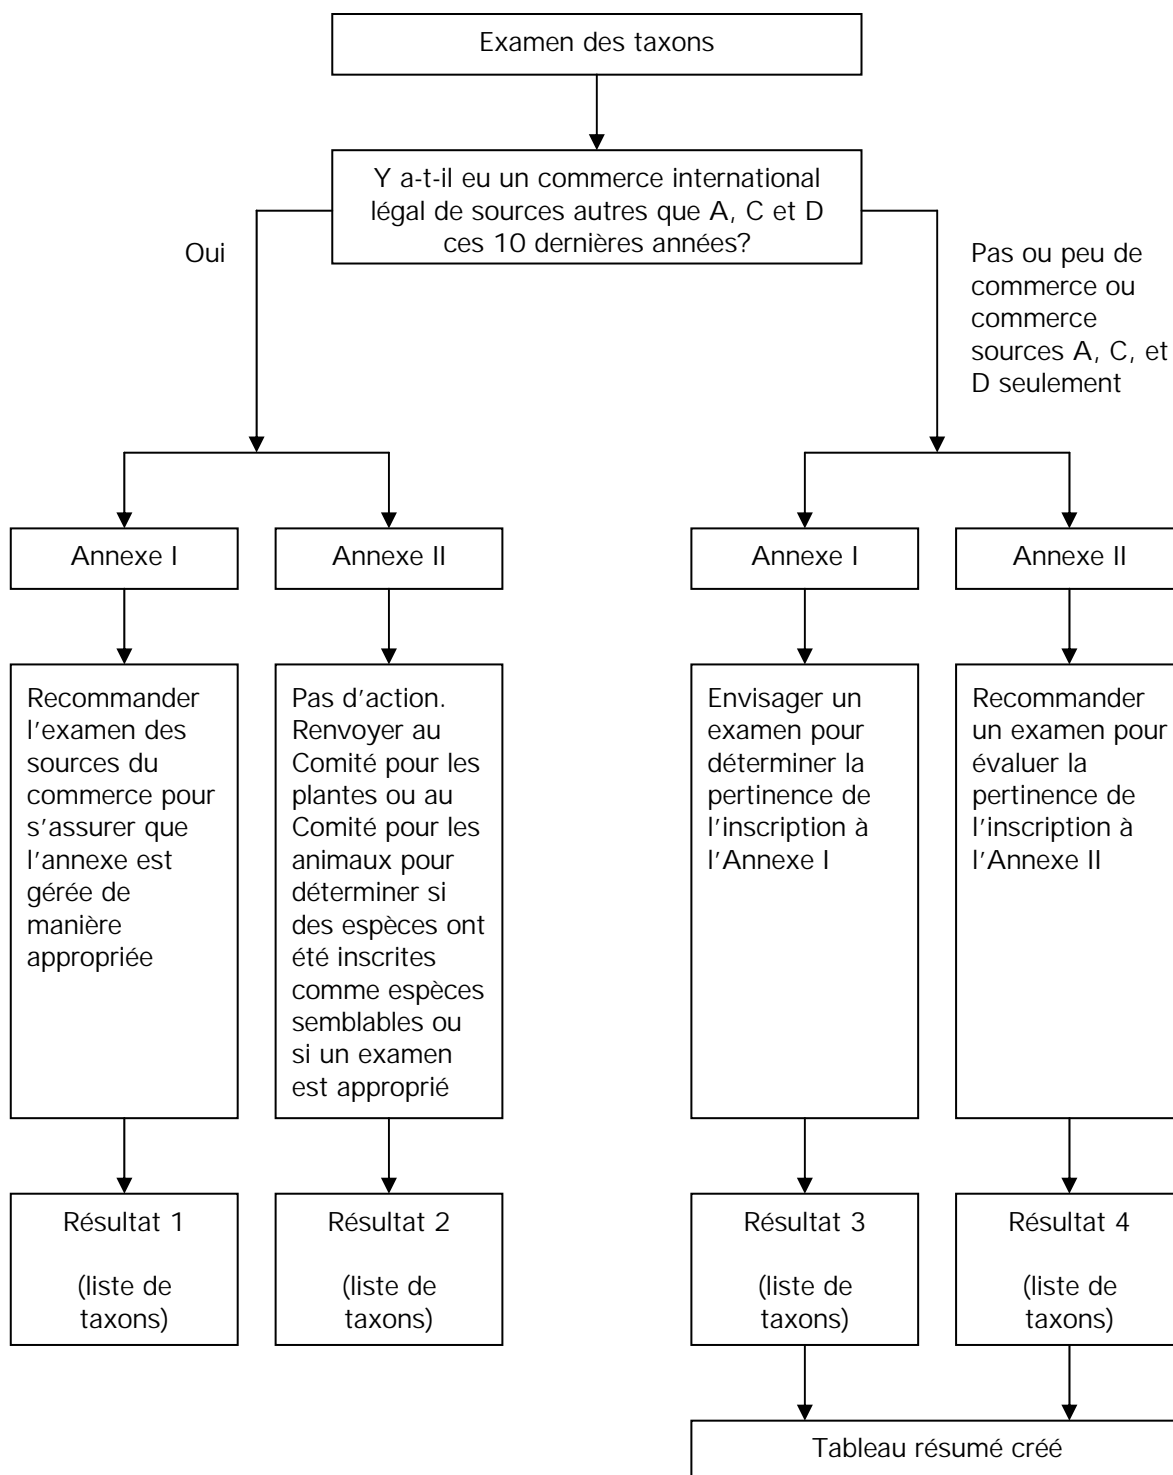 Examen des taxons
Y a-t-il eu un commerce international
légal de sources autres que A, C et D
ces 10 dernières années?
Oui
Pas ou peu de
commerce ou
commerce
sources A, C, et
D seulement
Annexe I
Annexe II
Annexe I
Annexe II
Recommander
l'examen des
sources du
commerce pour
s'assurer que
l'annexe est
gérée de
manière
appropriée
Pas d'action.
Renvoyer au
Comité pour les
plantes ou au
Comité pour les
animaux pour
déterminer si
des espèces ont
été inscrites
comme espèces
semblables ou
si un examen
est approprié
Envisager un
examen pour
déterminer la
pertinence de
l'inscription à
l'Annexe I
Recommander
un examen pour
évaluer la
pertinence de
l'inscription à
l'Annexe II
Résultat 1
(liste de
taxons)
Résultat 2
(liste de
taxons)
Résultat 3
(liste de
taxons)
Résultat 4
(liste de
taxons)
Tableau résumé créé